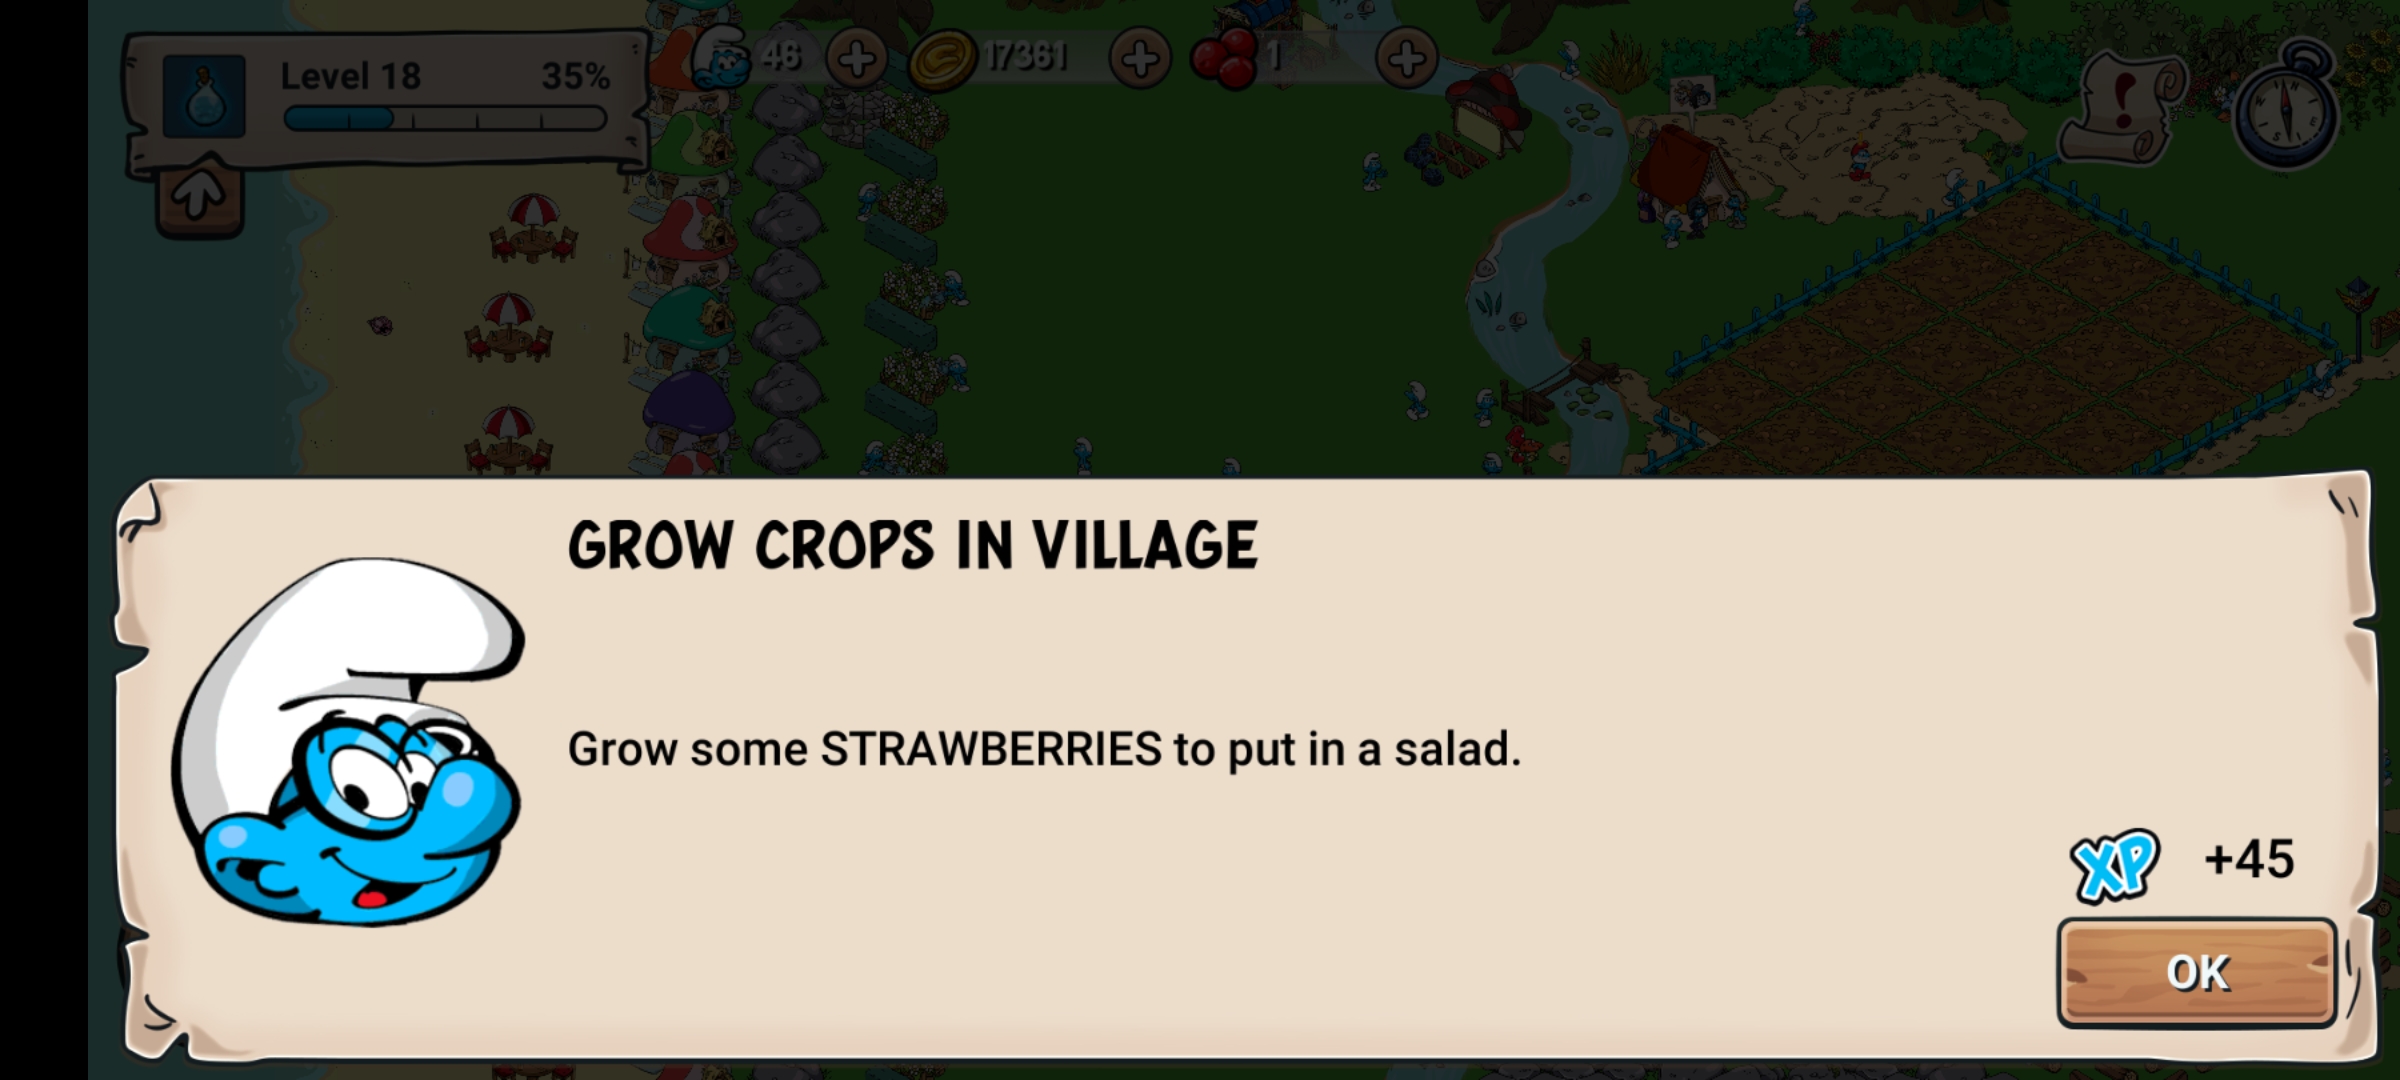 Level 18 35% 46 17361 1
GROW CROPS IN VILLAGE
Grow some STRAWBERRIES to put in a salad.
XP +45
OK